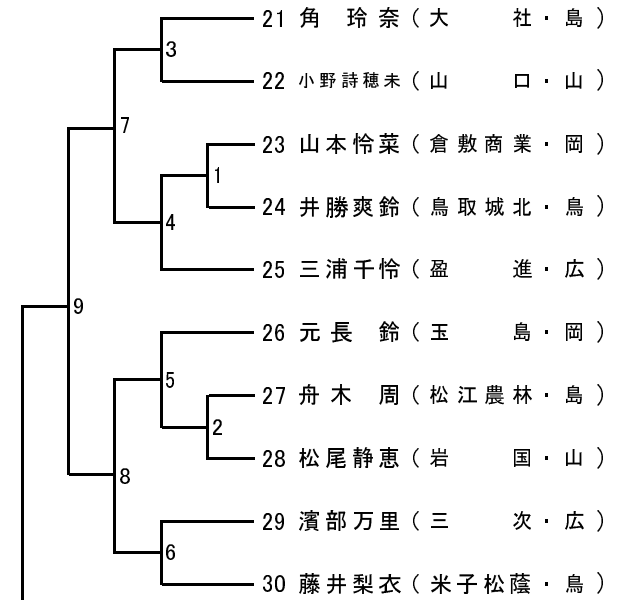 21 角 玲奈 ( 大 社・島 )
3
22 小野詩穂未 ( 山 口・山 )
7
23 山本怜菜 ( 倉敷商業・岡 )
1
24 井勝爽鈴 ( 鳥取城北・鳥 )
4
25 三浦千怜 ( 盈 進・広 )
9
26 元長 鈴 ( 玉 島・岡 )
5
27 舟木 周 ( 松江農林・島 )
2
28 松尾静恵 ( 岩 国・山 )
8
29 濱部万里 ( 三 次・広 )
6
30 藤井梨衣 ( 米子松蔭・鳥 )